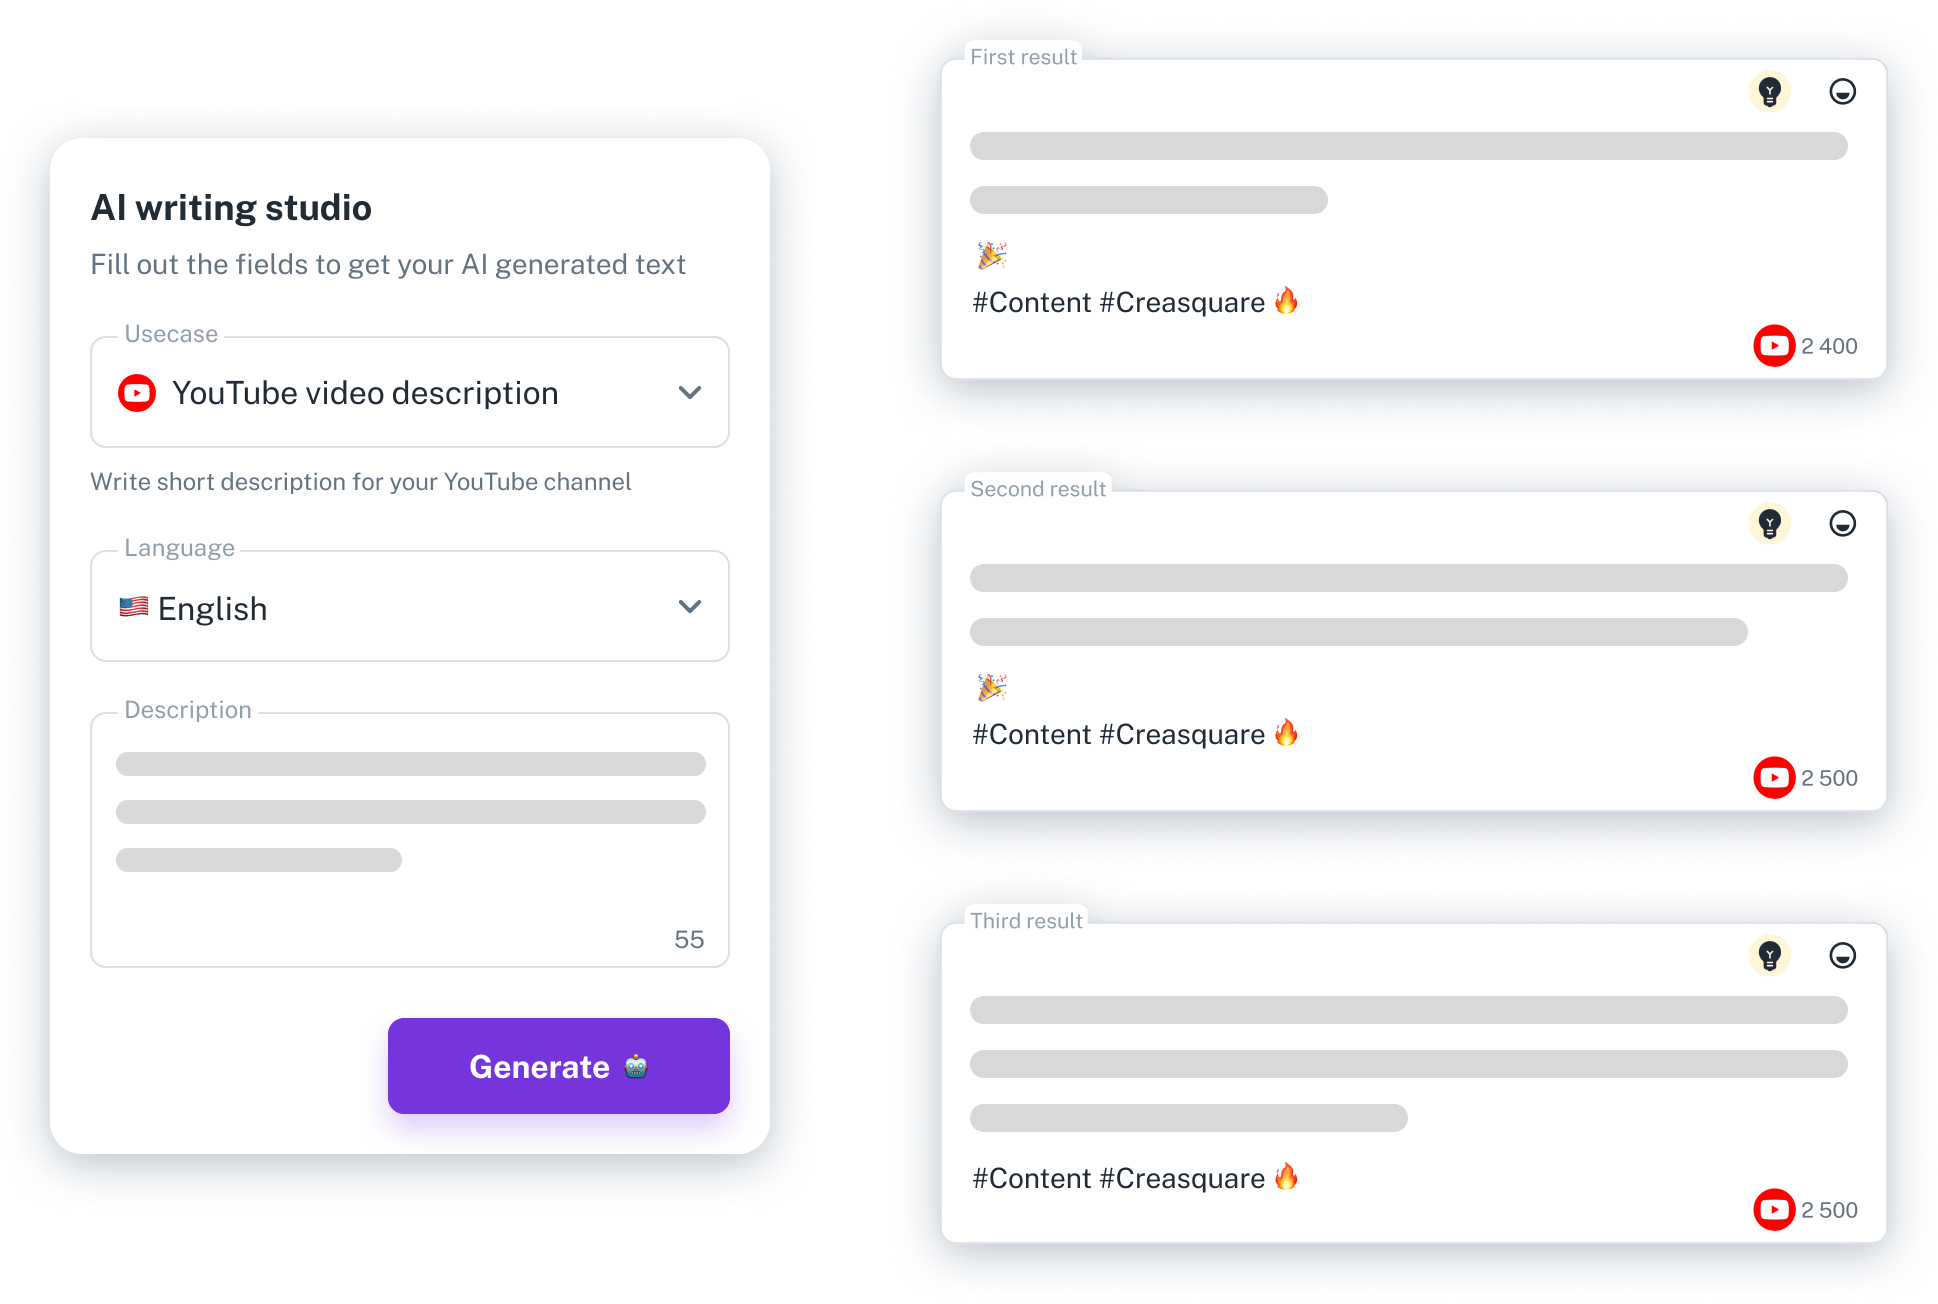 AI writing studio
Fill out the fields to get your AI generated text
Usecase
YouTube video description
Write short description for your YouTube channel
Language
🇺🇸 English
Description
55
Generate 🤖
First result
🎉
#Content #Creasquare 🔥
2 400
Second result
🎉
#Content #Creasquare 🔥
2 500
Third result
#Content #Creasquare 🔥
2 500